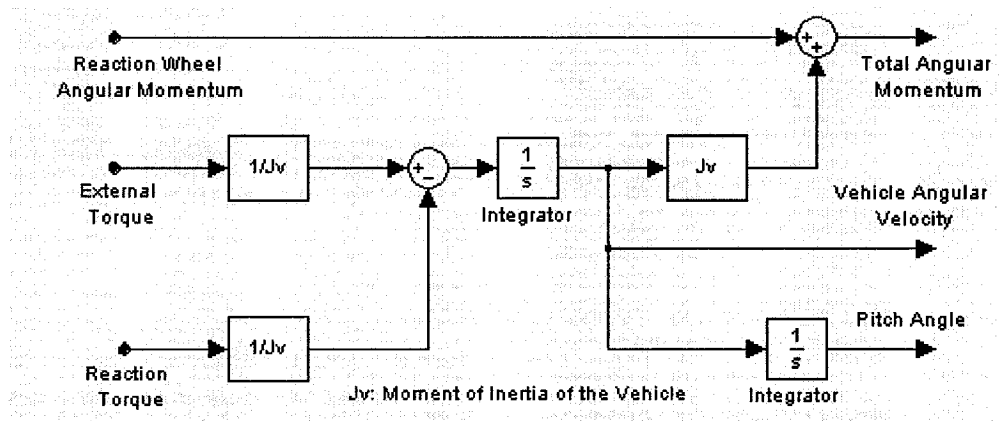 +
+
Reaction Wheel
Angular Momentum
Total Angular
Momentum
1/Jv
+
−
1
s
Jv
External
Torque
Integrator
Vehicle Angular
Velocity
1/Jv
1
s
Pitch Angle
Reaction
Torque
Jv: Moment of Inertia of the Vehicle
Integrator